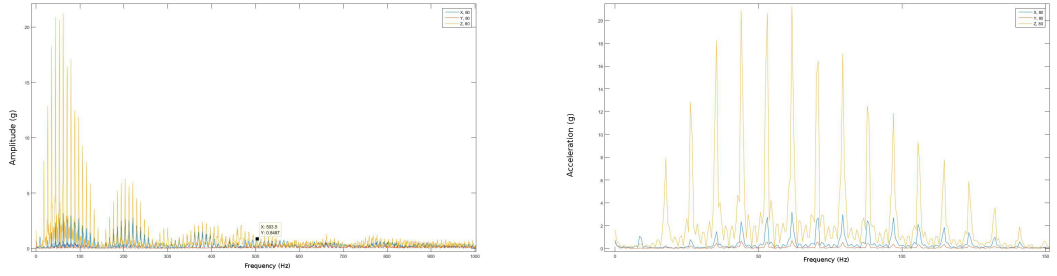 Amplitude (g)
20
15
10
5
0
0
100
200
300
400
500
600
700
800
900
1000
Frequency (Hz)
X: 503.5
Y: 0.8487
X, 80
Y, 80
Z, 80
Acceleration (g)
20
18
16
14
12
10
8
6
4
2
0
0
50
100
150
Frequency (Hz)
X, 80
Y, 80
Z, 80